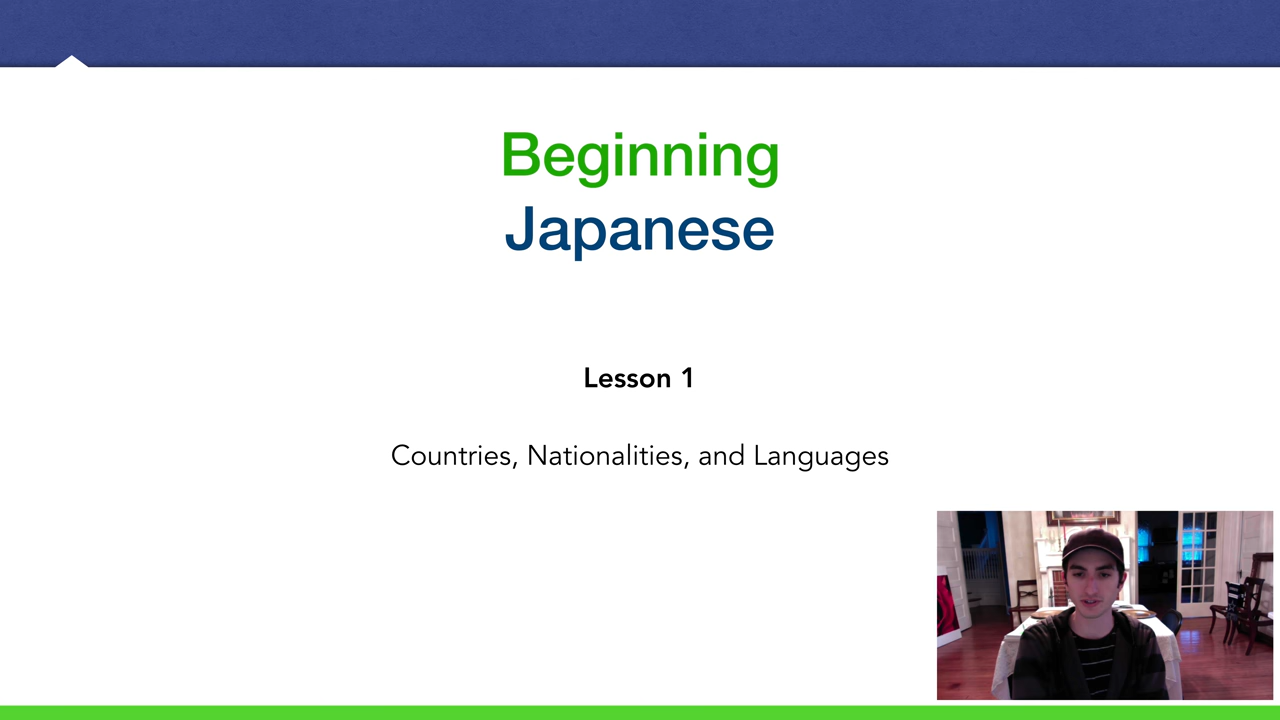 Beginning
Japanese
Lesson 1
Countries, Nationalities, and Languages